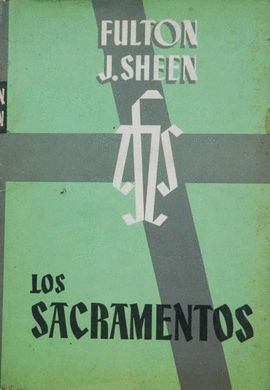 FULTON
J. SHEEN
LOS
SACRAMENTOS